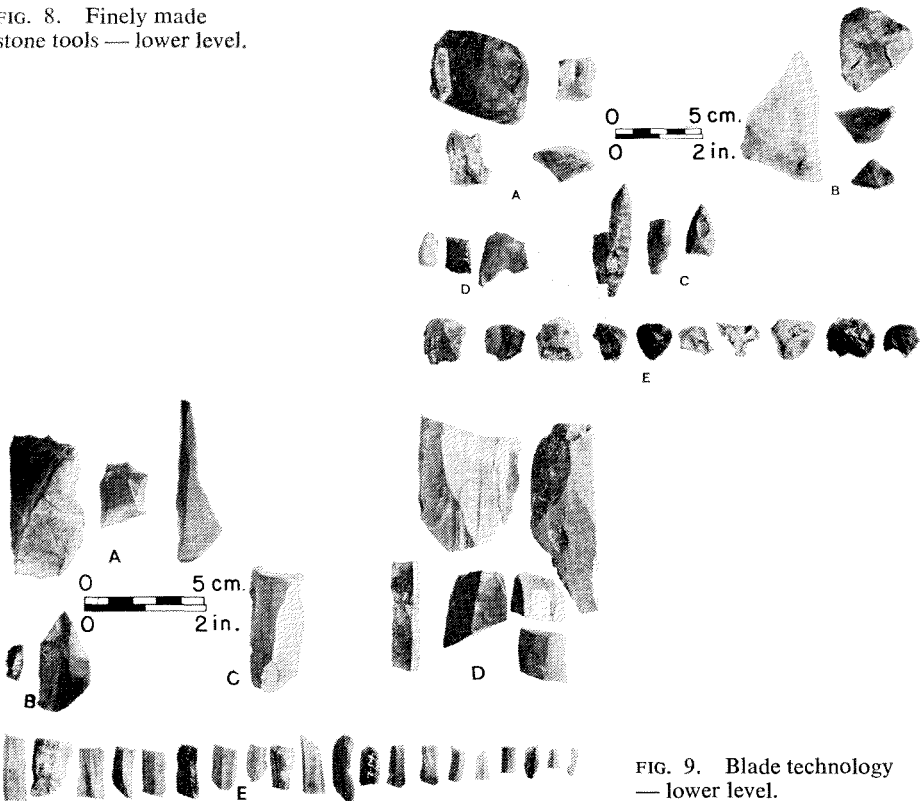 FIG. 8. Finely made
stone tools — lower level.
0 5 cm.
0 2 in.
A
B
D
C
E
A
0 5 cm.
0 2 in.
B
C
D
E
FIG. 9. Blade technology
— lower level.